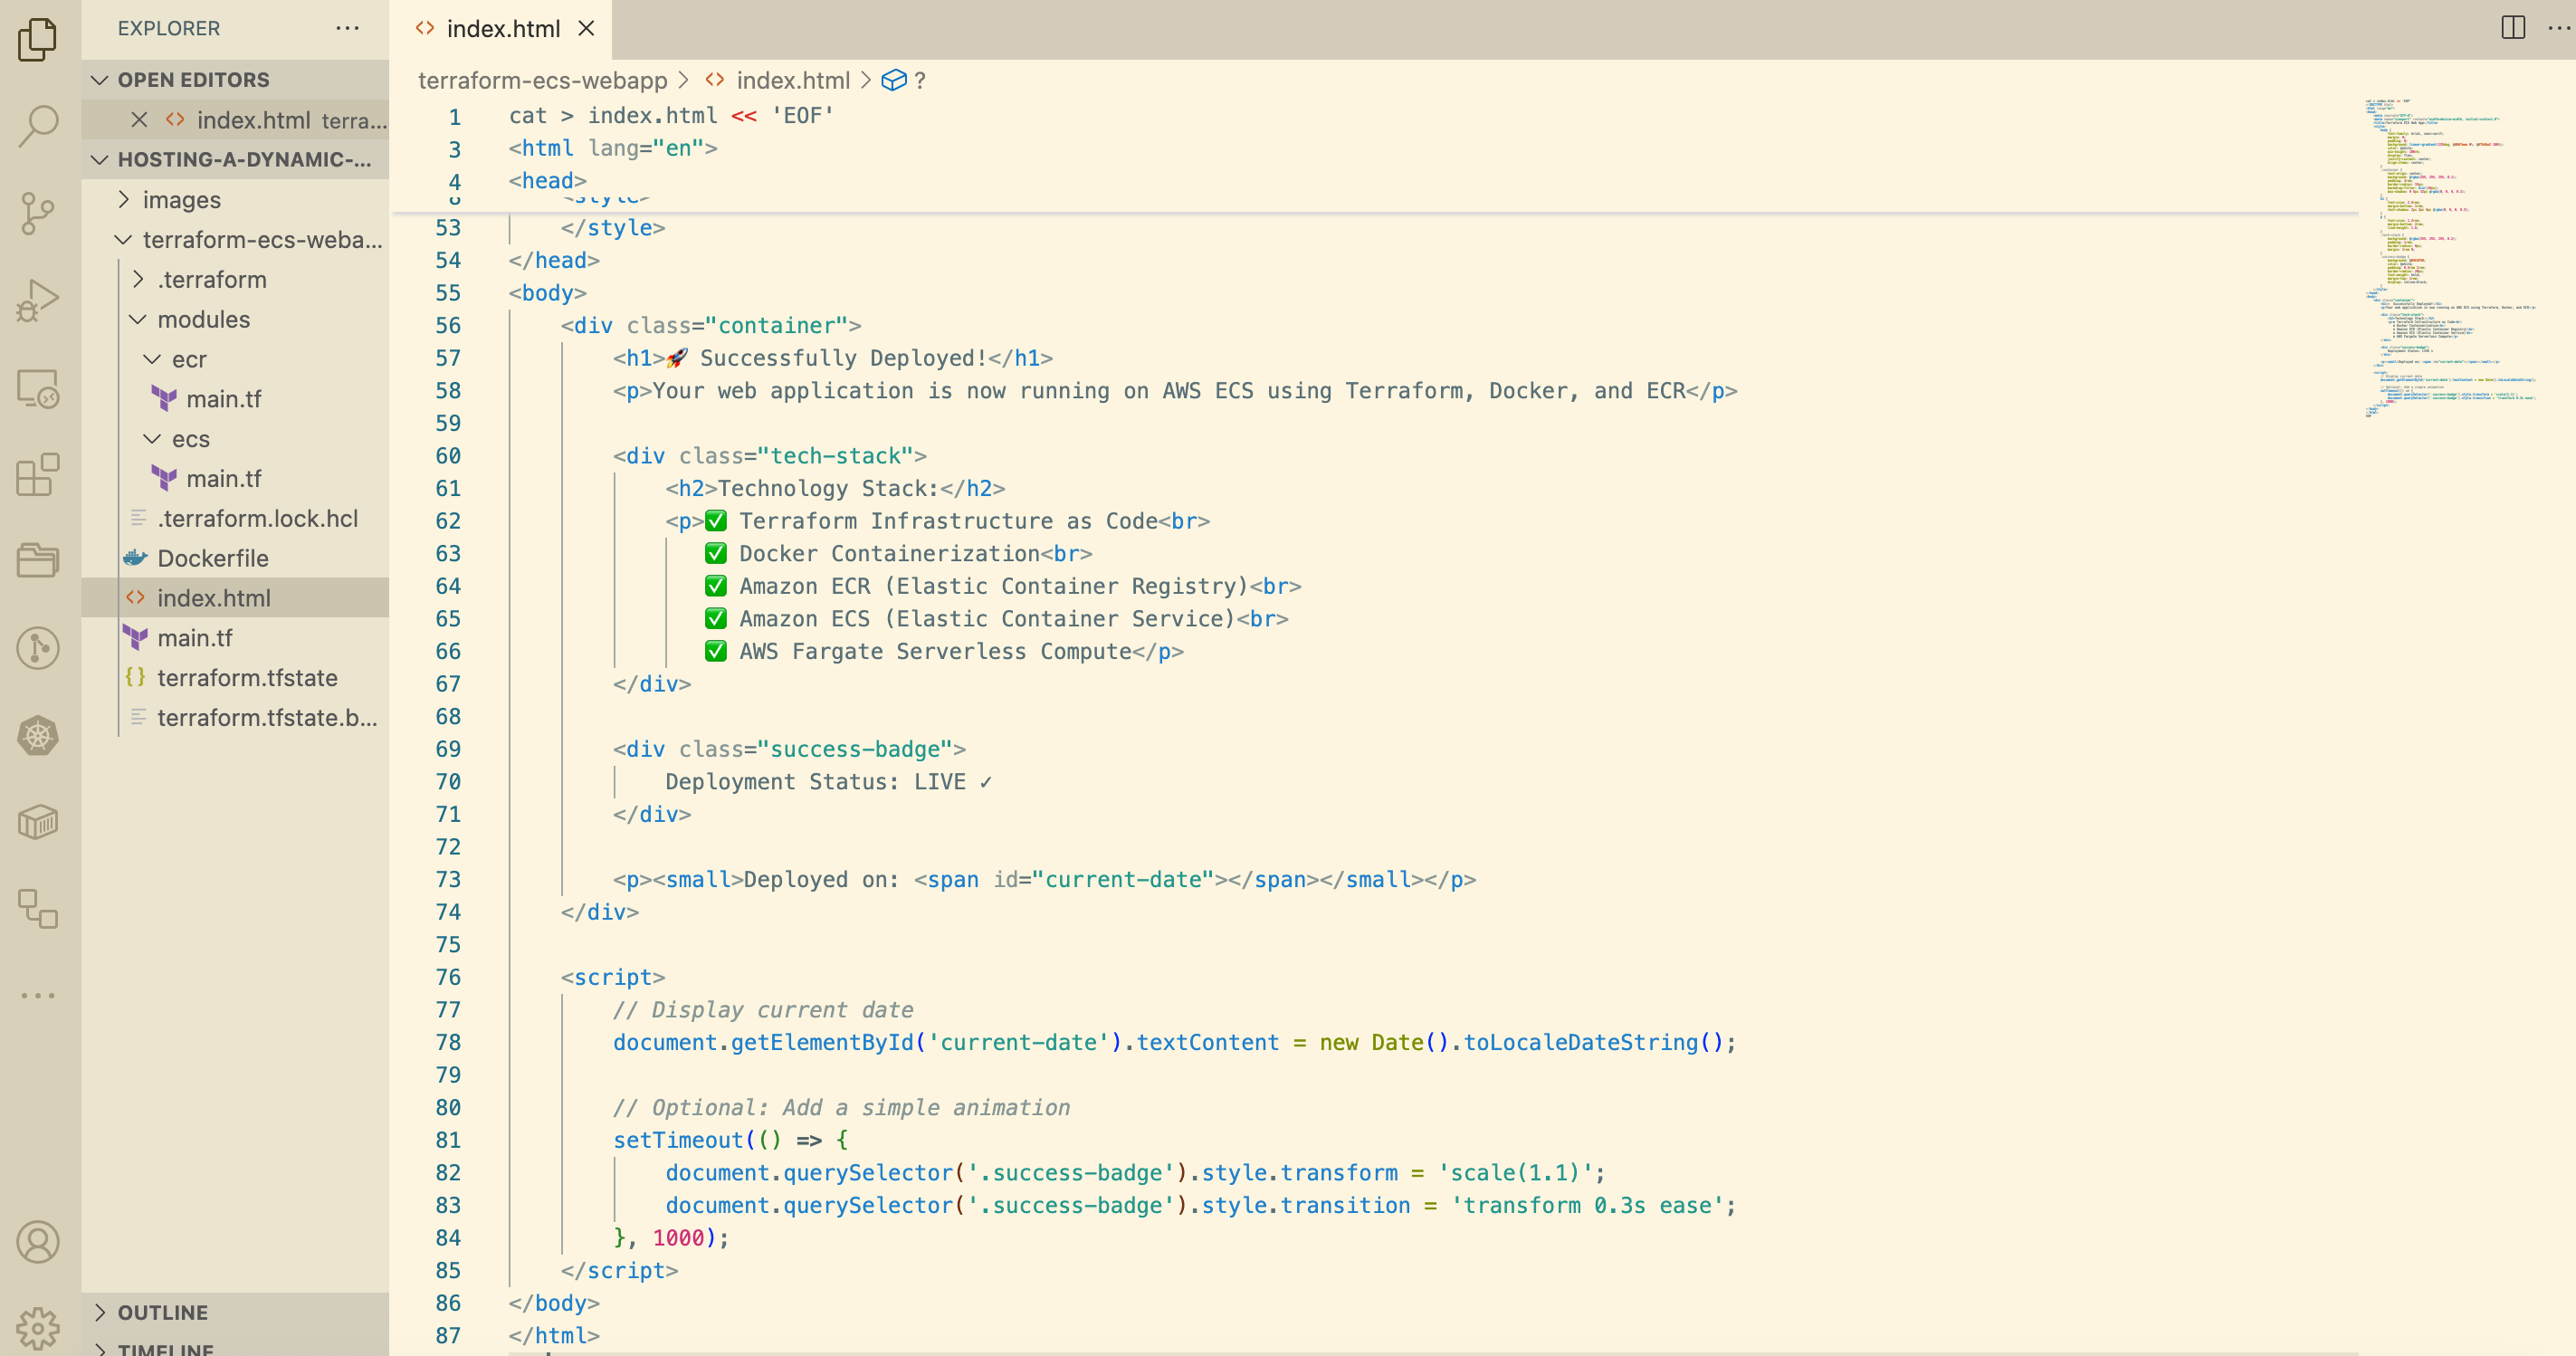 EXPLORER
OPEN EDITORS
index.html terra...
HOSTING-A-DYNAMIC-...
images
terraform-ecs-weba...
.terraform
modules
ecr
main.tf
ecs
main.tf
.terraform.lock.hcl
Dockerfile
index.html
main.tf
terraform.tfstate
terraform.tfstate.b...
OUTLINE
TIMELINE
index.html
terraform-ecs-webapp > index.html > ?
1 cat > index.html << 'EOF'
3 <html lang="en">
4 <head>
8 <style>
53 </style>
54 </head>
55 <body>
56 <div class="container">
57 <h1>🚀 Successfully Deployed!</h1>
58 <p>Your web application is now running on AWS ECS using Terraform, Docker, and ECR</p>
59
60 <div class="tech-stack">
61 <h2>Technology Stack:</h2>
62 <p>✅ Terraform Infrastructure as Code<br>
63 ✅ Docker Containerization<br>
64 ✅ Amazon ECR (Elastic Container Registry)<br>
65 ✅ Amazon ECS (Elastic Container Service)<br>
66 ✅ AWS Fargate Serverless Compute</p>
67 </div>
68
69 <div class="success-badge">
70 Deployment Status: LIVE ✓
71 </div>
72
73 <p><small>Deployed on: <span id="current-date"></span></small></p>
74 </div>
75
76 <script>
77 // Display current date
78 document.getElementById('current-date').textContent = new Date().toLocaleDateString();
79
80 // Optional: Add a simple animation
81 setTimeout(() => {
82 document.querySelector('.success-badge').style.transform = 'scale(1.1)';
83 document.querySelector('.success-badge').style.transition = 'transform 0.3s ease';
84 }, 1000);
85 </script>
86 </body>
87 </html>